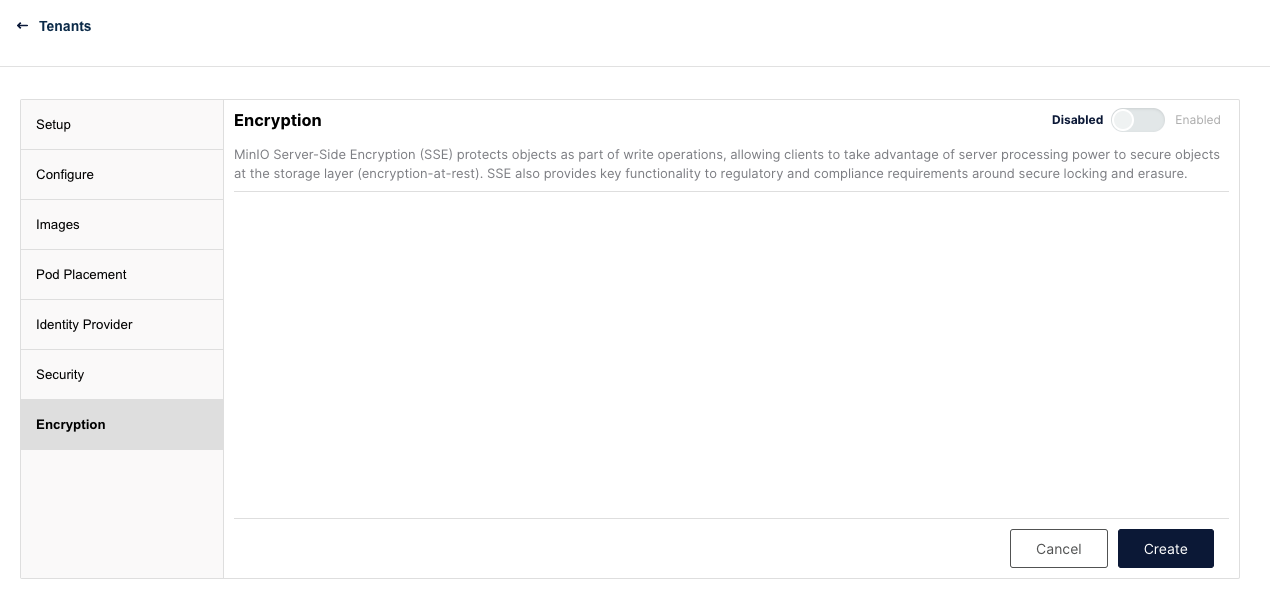 Tenants
Setup
Configure
Images
Pod Placement
Identity Provider
Security
Encryption
Encryption
Disabled
Enabled
MinIO Server-Side Encryption (SSE) protects objects as part of write operations, allowing clients to take advantage of server processing power to secure objects
at the storage layer (encryption-at-rest). SSE also provides key functionality to regulatory and compliance requirements around secure locking and erasure.
Cancel
Create